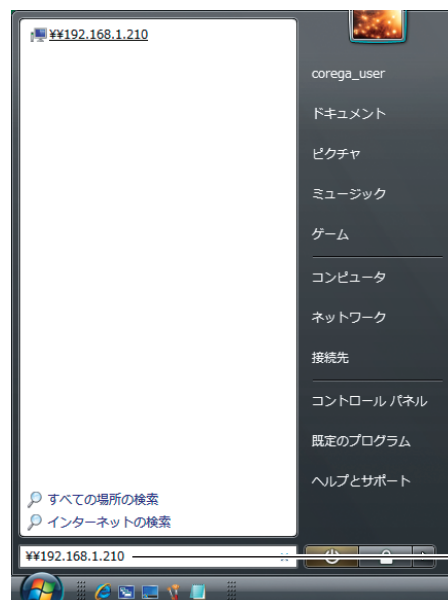 ¥¥192.168.1.210
corega_user
ドキュメント
ピクチャ
ミュージック
ゲーム
コンピュータ
ネットワーク
接続先
コントロール パネル
既定のプログラム
ヘルプとサポート
すべての場所の検索
インターネットの検索
¥¥192.168.1.210